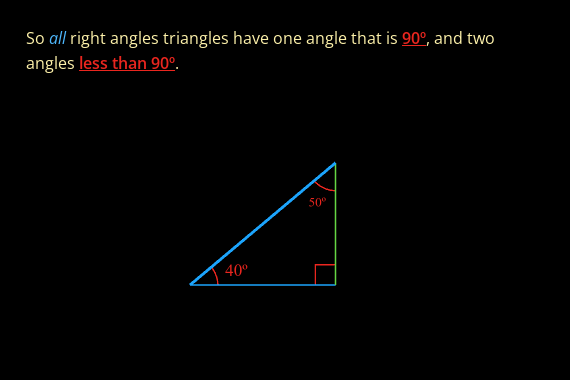 So all right angles triangles have one angle that is 90º, and two
angles less than 90º.
50º
40º